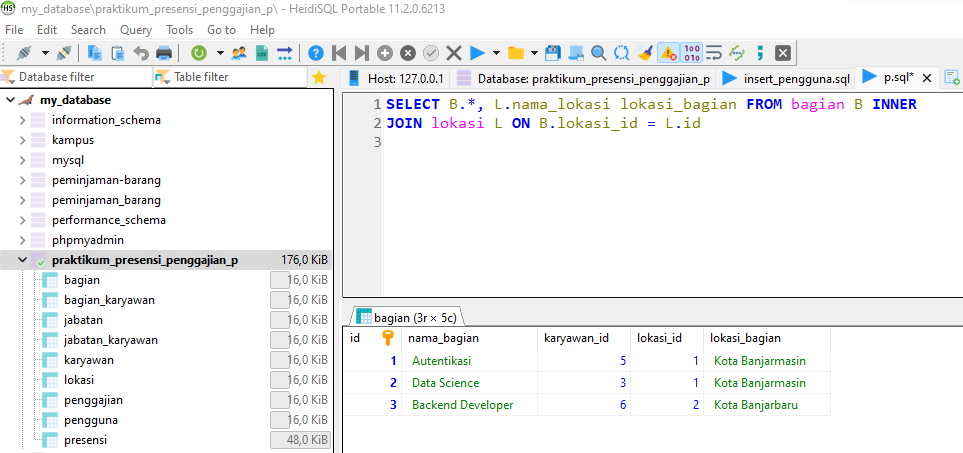 my_database\praktikum_presensi_penggajian_p\ - HeidiSQL Portable 11.2.0.6213
File Edit Search Query Tools Go to Help
Database filter Table filter
Host: 127.0.0.1 Database: praktikum_presensi_penggajian_p insert_pengguna.sql p.sql*
my_database
information_schema
kampus
mysql
peminjaman-barang
peminjaman_barang
performance_schema
phpmyadmin
praktikum_presensi_penggajian_p 176,0 KiB
bagian 16,0 KiB
bagian_karyawan 16,0 KiB
jabatan 16,0 KiB
jabatan_karyawan 16,0 KiB
karyawan 16,0 KiB
lokasi 16,0 KiB
penggajian 16,0 KiB
pengguna 16,0 KiB
presensi 48,0 KiB
1 SELECT B.*, L.nama_lokasi lokasi_bagian FROM bagian B INNER
2 JOIN lokasi L ON B.lokasi_id = L.id
3
bagian (3r × 5c)
id nama_bagian karyawan_id lokasi_id lokasi_bagian
1 Autentikasi 5 1 Kota Banjarmasin
2 Data Science 3 1 Kota Banjarmasin
3 Backend Developer 6 2 Kota Banjarbaru